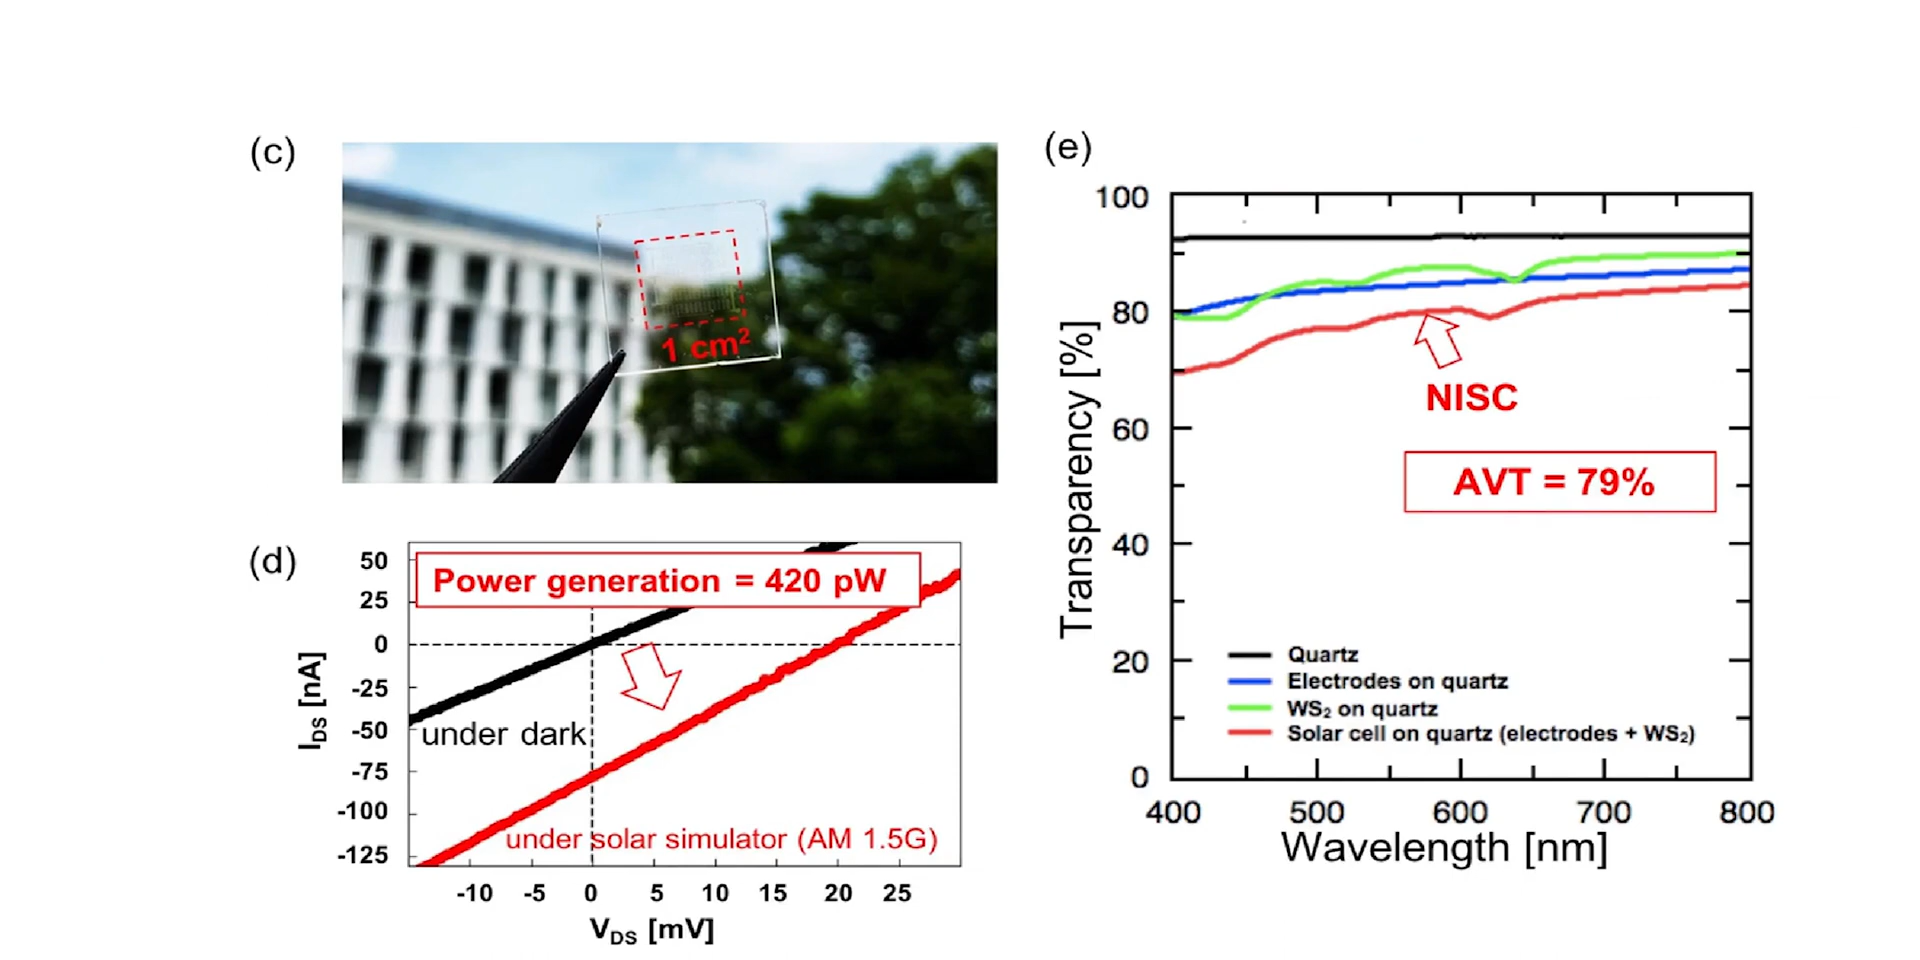 (c)
1 cm²
(d)
50
25
0
-25
-50
-75
-100
-125
I_DS [nA]
Power generation = 420 pW
under dark
under solar simulator (AM 1.5G)
-10 -5 0 5 10 15 20 25
V_DS [mV]
(e)
100
80
60
40
20
0
Transparency [%]
NISC
AVT = 79%
Quartz
Electrodes on quartz
WS₂ on quartz
Solar cell on quartz (electrodes + WS₂)
400 500 600 700 800
Wavelength [nm]